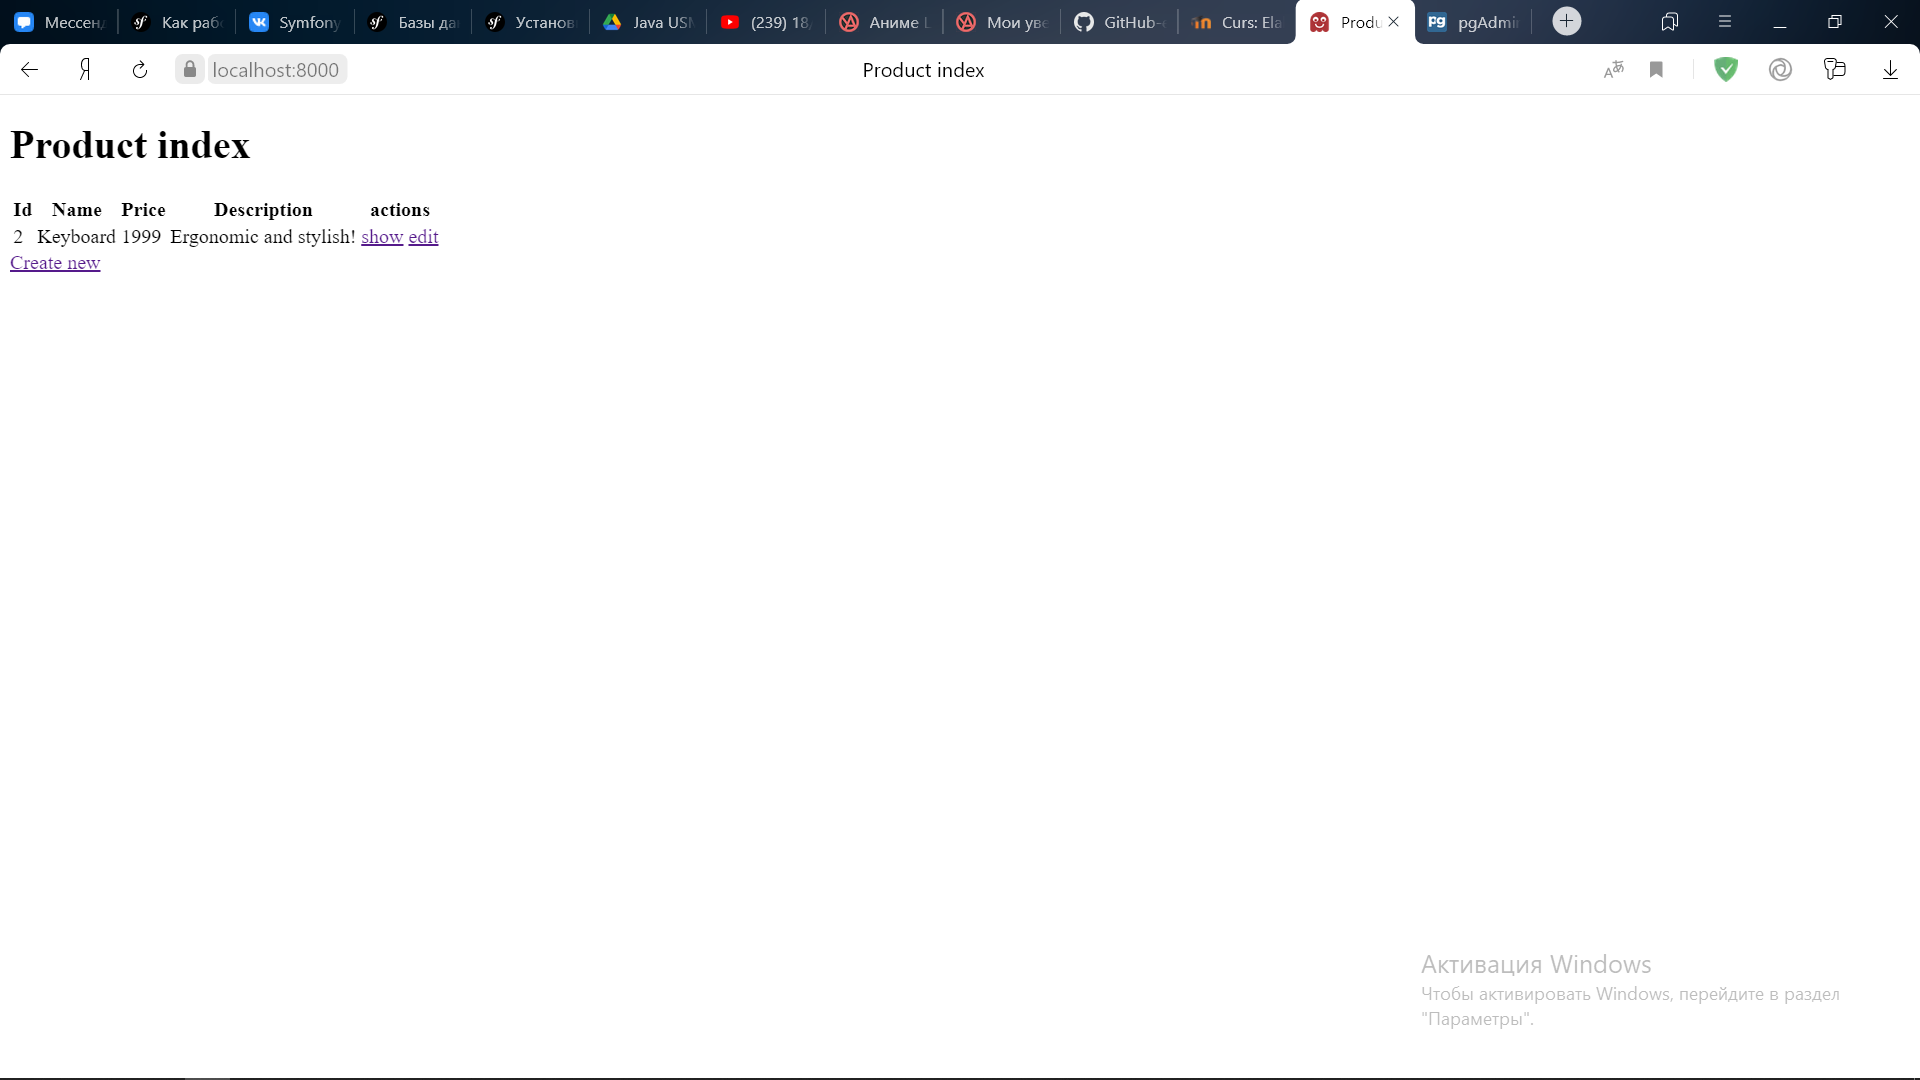 Мессен Как раб Symfony Базы да Установ Java USM (239) 18 Аниме Мои уве GitHub- Curs: Ela Produ pgAdmi
Я localhost:8000 Product index
Product index
Id Name Price Description actions
2 Keyboard 1999 Ergonomic and stylish! show edit
Create new
Активация Windows
Чтобы активировать Windows, перейдите в раздел
"Параметры".